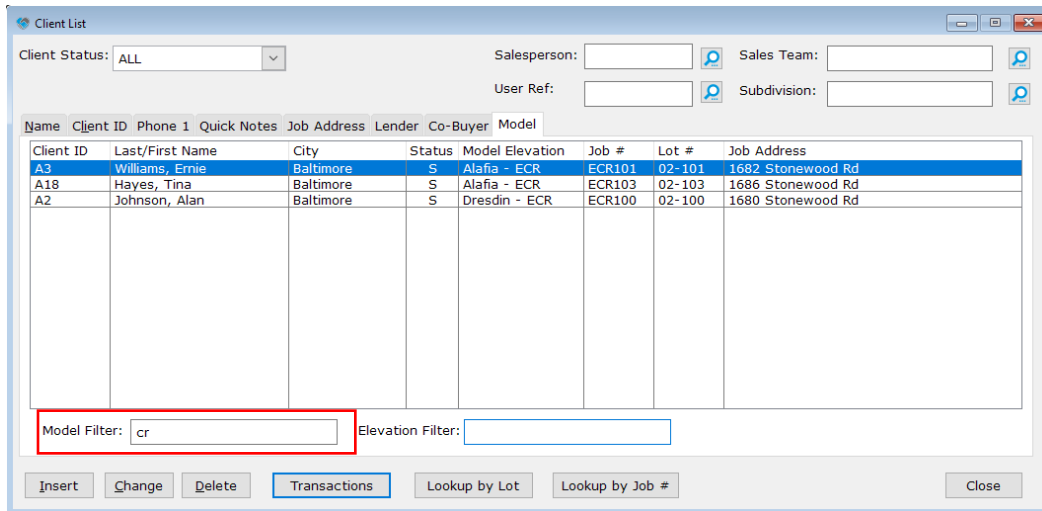 Client List
Client Status: ALL Salesperson: Sales Team:
User Ref: Subdivision:
Name Client ID Phone 1 Quick Notes Job Address Lender Co-Buyer Model
Client ID Last/First Name City Status Model Elevation Job # Lot # Job Address
A3 Williams, Ernie Baltimore S Alafia - ECR ECR101 02-101 1682 Stonewood Rd
A18 Hayes, Tina Baltimore S Alafia - ECR ECR103 02-103 1686 Stonewood Rd
A2 Johnson, Alan Baltimore S Dresdin - ECR ECR100 02-100 1680 Stonewood Rd
Model Filter: cr Elevation Filter:
Insert Change Delete Transactions Lookup by Lot Lookup by Job # Close